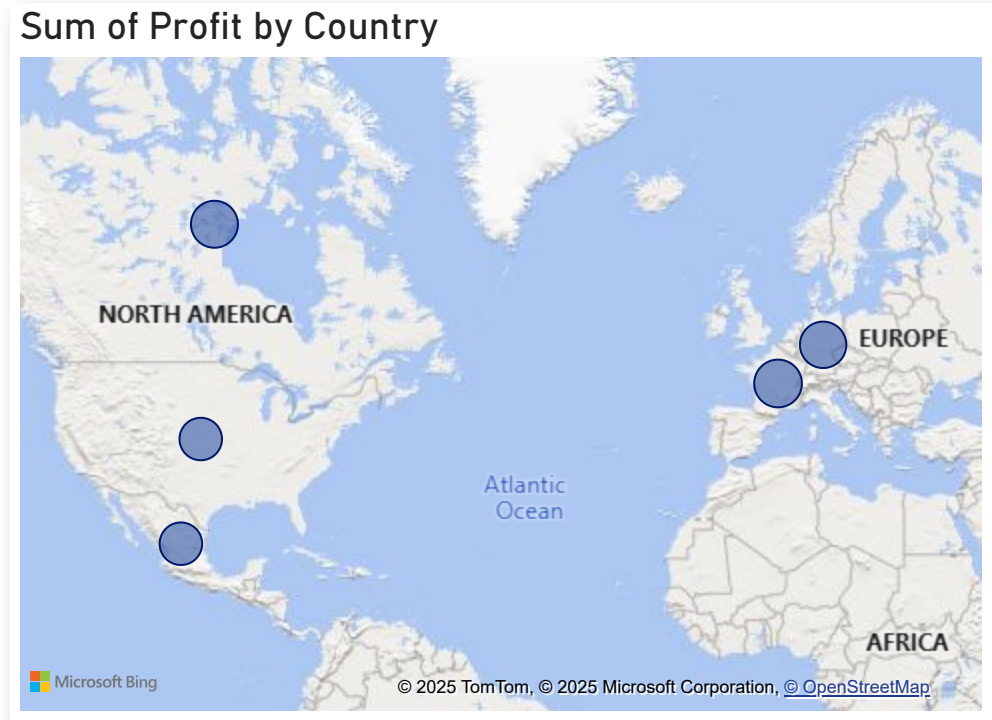 Sum of Profit by Country
NORTH AMERICA
EUROPE
Atlantic
Ocean
AFRICA
Microsoft Bing
© 2025 TomTom, © 2025 Microsoft Corporation, © OpenStreetMap